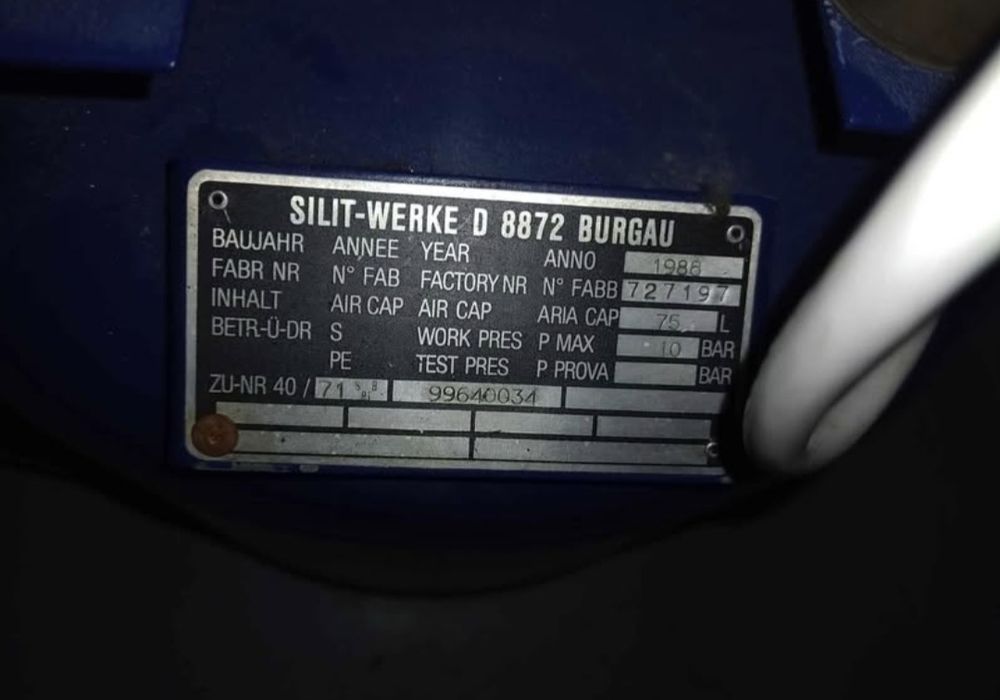 SILIT-WERKE D 8872 BURGAU
BAUJAHR ANNEE YEAR ANNO 1986
FABR NR N° FAB FACTORY NR N° FABB 727197
INHALT AIR CAP AIR CAP ARIA CAP 75 L
BETR-Ü-DR S WORK PRES P MAX 10 BAR
PE TEST PRES P PROVA BAR
ZU-NR 40 / 71 99640034